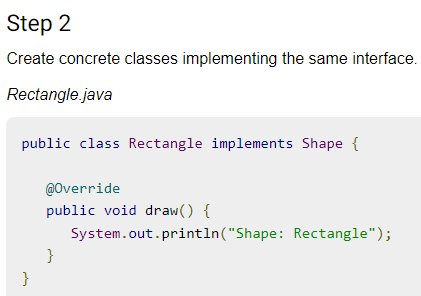 Step 2
Create concrete classes implementing the same interface.
Rectangle.java
public class Rectangle implements Shape {
@Override
public void draw() {
System.out.println("Shape: Rectangle");
}
}